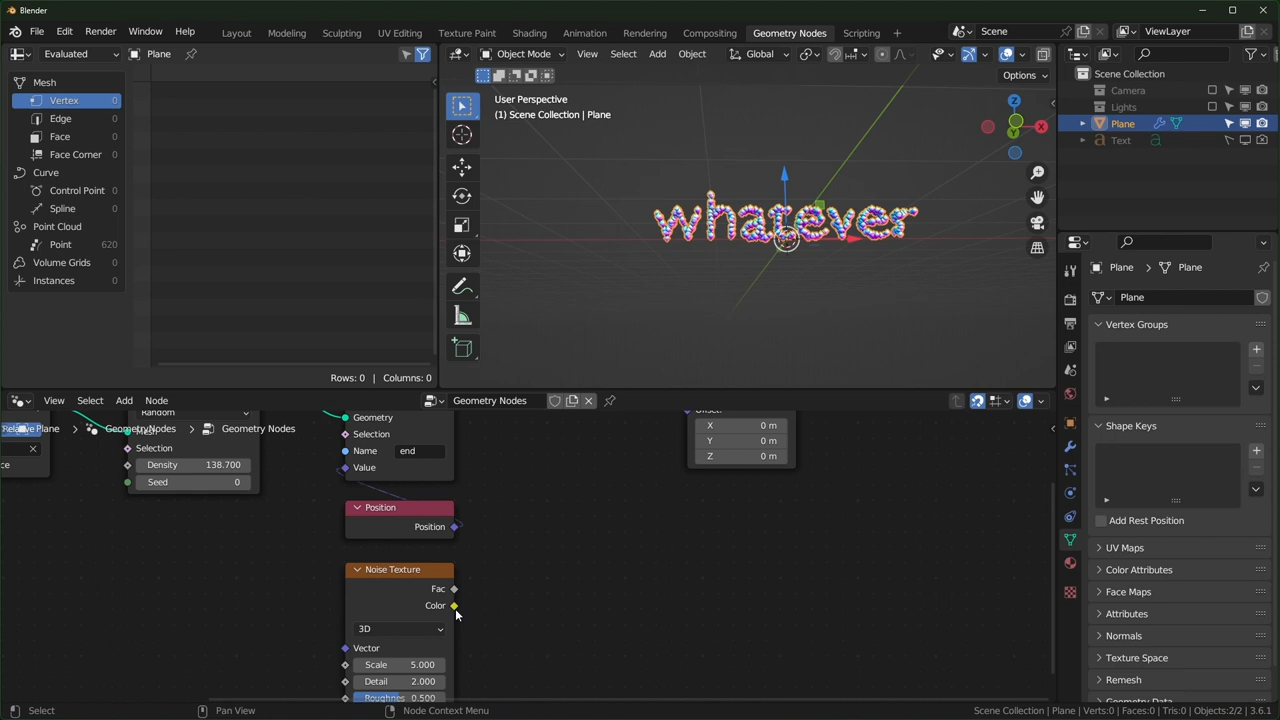 Blender
File Edit Render Window Help Layout Modeling Sculpting UV Editing Texture Paint Shading Animation Rendering Compositing Geometry Nodes Scripting + Scene ViewLayer
Evaluated Plane Object Mode View Select Add Object Global
Options
Mesh
Vertex 0
Edge 0
Face 0
Face Corner 0
Curve
Control Point 0
Spline 0
Point Cloud
Point 620
Volume Grids 0
Instances 0
Rows: 0 | Columns: 0
User Perspective
(1) Scene Collection | Plane
whatever
Z
X
Y
Scene Collection
Camera
Lights
Plane
Text
Plane > Plane
Plane
Vertex Groups
Shape Keys
Add Rest Position
UV Maps
Color Attributes
Face Maps
Attributes
Normals
Texture Space
Remesh
View Select Add Node Geometry Nodes
Plane > GeometryNodes > Geometry Nodes
Random
Selection
Density 138.700
Seed 0
Geometry
Selection
Name end
Value
Position
Position
Noise Texture
Fac
Color
3D
Vector
Scale 5.000
Detail 2.000
Roughnes 0.500
X 0 m
Y 0 m
Z 0 m
Select Pan View Node Context Menu Scene Collection | Plane | Verts:0 | Faces:0 | Tris:0 | Objects:2/2 | 3.6.1